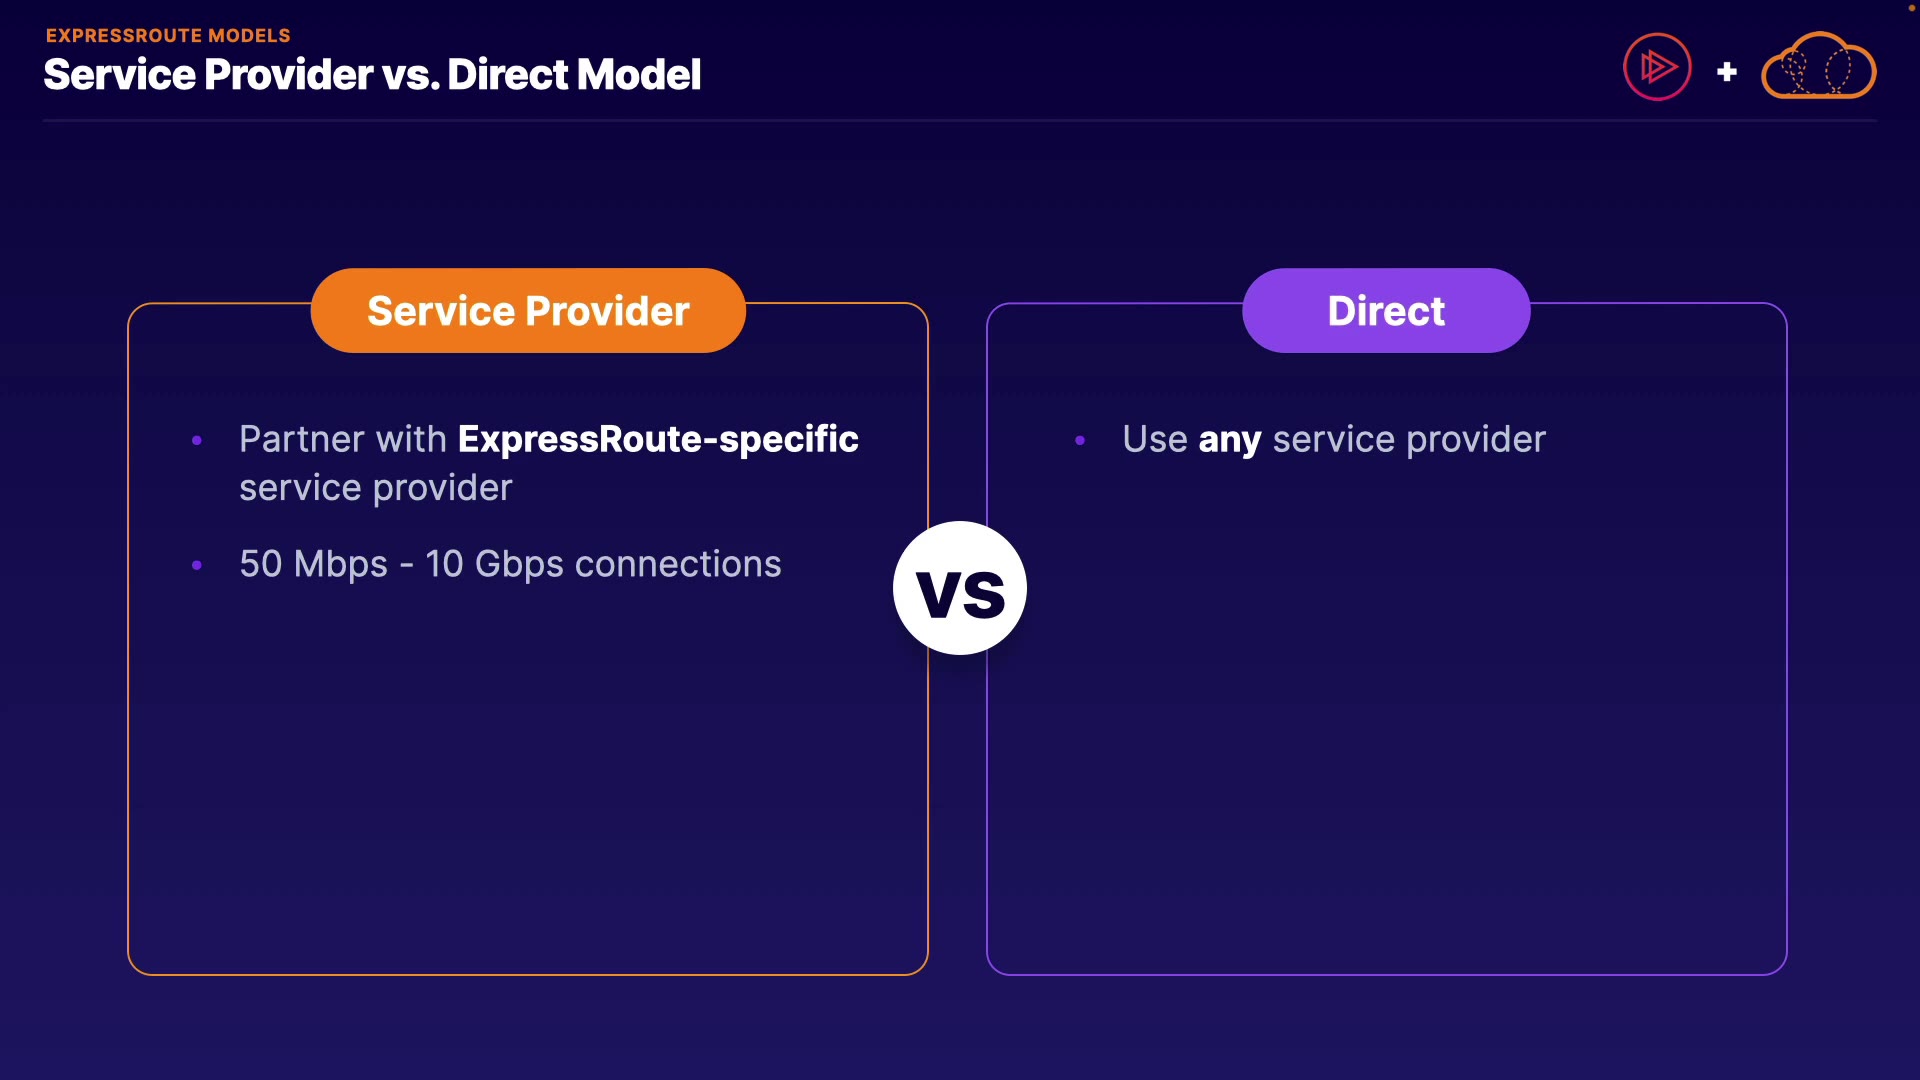 EXPRESSROUTE MODELS
Service Provider vs. Direct Model
+
Service Provider
• Partner with ExpressRoute-specific
service provider
• 50 Mbps - 10 Gbps connections
vs
Direct
• Use any service provider